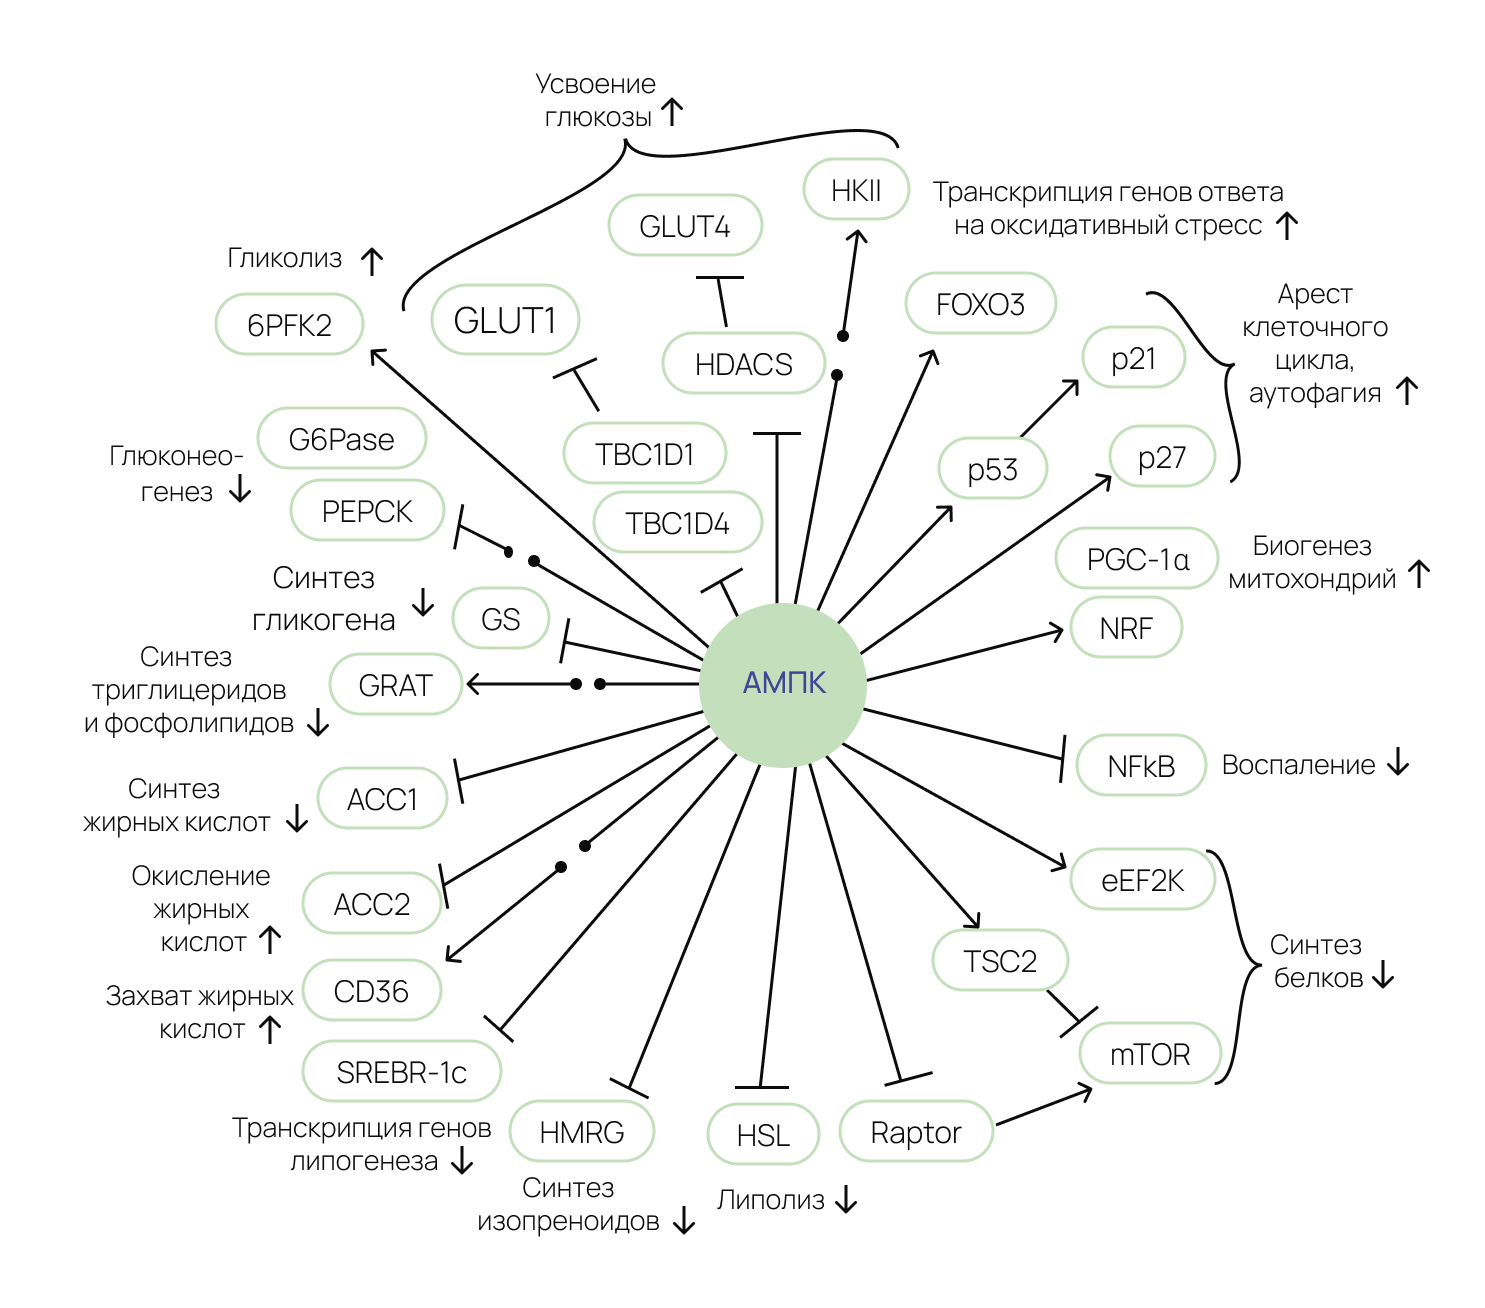 Усвоение
глюкозы
HKII
GLUT4
Транскрипция генов ответа
на оксидативный стресс
Гликолиз
6PFK2
GLUT1
HDACS
FOXO3
Арест
клеточного
цикла,
аутофагия
p21
G6Pase
Глюконео-
генез
PEPCK
TBC1D1
TBC1D4
p53
p27
PGC-1α
Биогенез
митохондрий
NRF
Синтез
гликогена
GS
Синтез
триглицеридов
и фосфолипидов
GRAT
АМПК
NFkB
Воспаление
Синтез
жирных кислот
ACC1
Окисление
жирных
кислот
ACC2
eEF2K
Захват жирных
кислот
CD36
TSC2
Синтез
белков
SREBR-1c
mTOR
Транскрипция генов
липогенеза
HMRG
HSL
Raptor
Синтез
изопреноидов
Липолиз